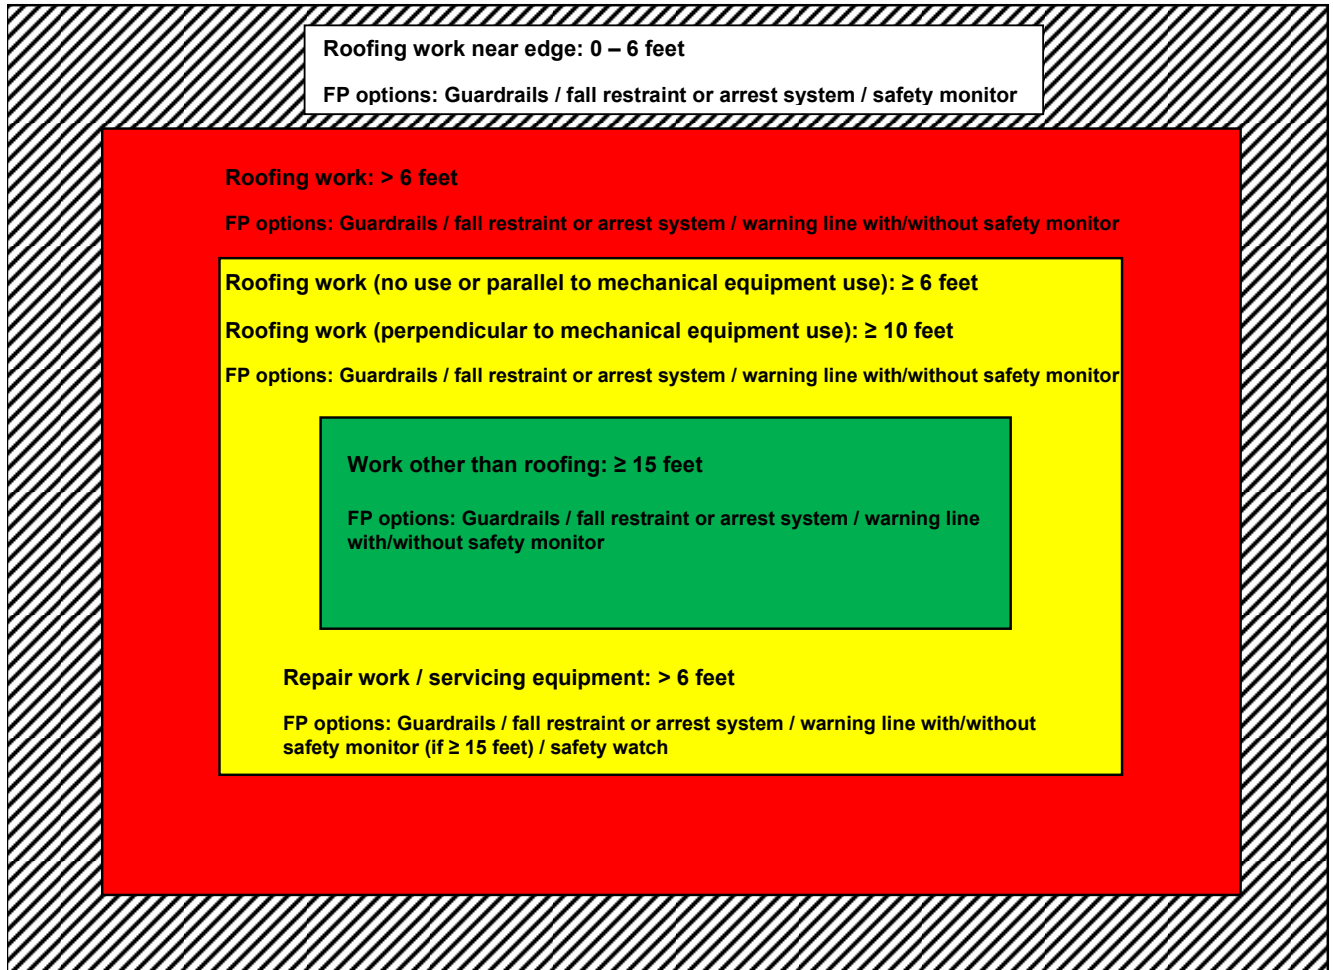 Roofing work near edge: 0 – 6 feet
FP options: Guardrails / fall restraint or arrest system / safety monitor
Roofing work: > 6 feet
FP options: Guardrails / fall restraint or arrest system / warning line with/without safety monitor
Roofing work (no use or parallel to mechanical equipment use): ≥ 6 feet
Roofing work (perpendicular to mechanical equipment use): ≥ 10 feet
FP options: Guardrails / fall restraint or arrest system / warning line with/without safety monitor
Work other than roofing: ≥ 15 feet
FP options: Guardrails / fall restraint or arrest system / warning line
with/without safety monitor
Repair work / servicing equipment: > 6 feet
FP options: Guardrails / fall restraint or arrest system / warning line with/without
safety monitor (if ≥ 15 feet) / safety watch